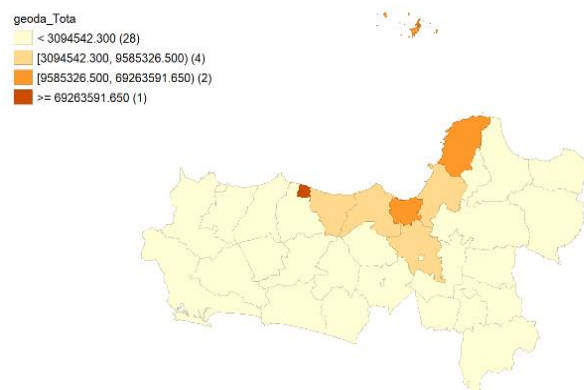 geoda_Tota
< 3094542.300 (28)
[3094542.300, 9585326.500) (4)
[9585326.500, 69263591.650) (2)
>= 69263591.650 (1)